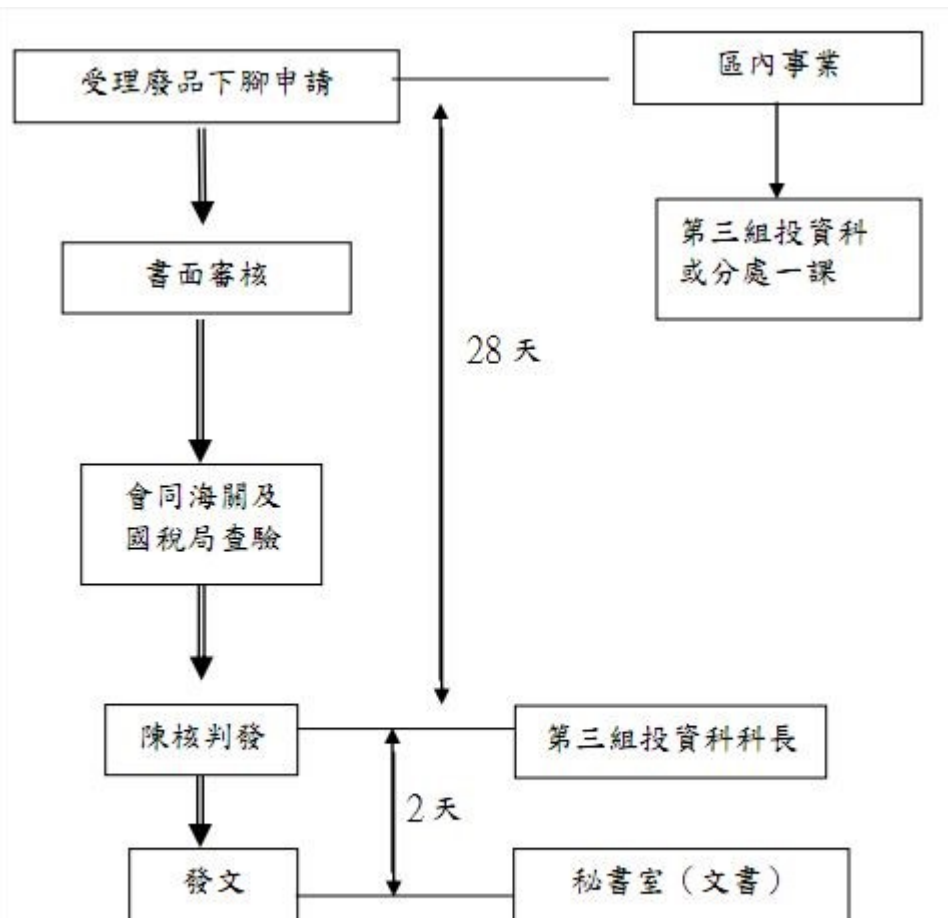 受理廢品下腳申請
區內事業
第三組投資科
或分處一課
書面審核
28 天
會同海關及
國稅局查驗
陳核判發
第三組投資科科長
2 天
發文
秘書室（文書）